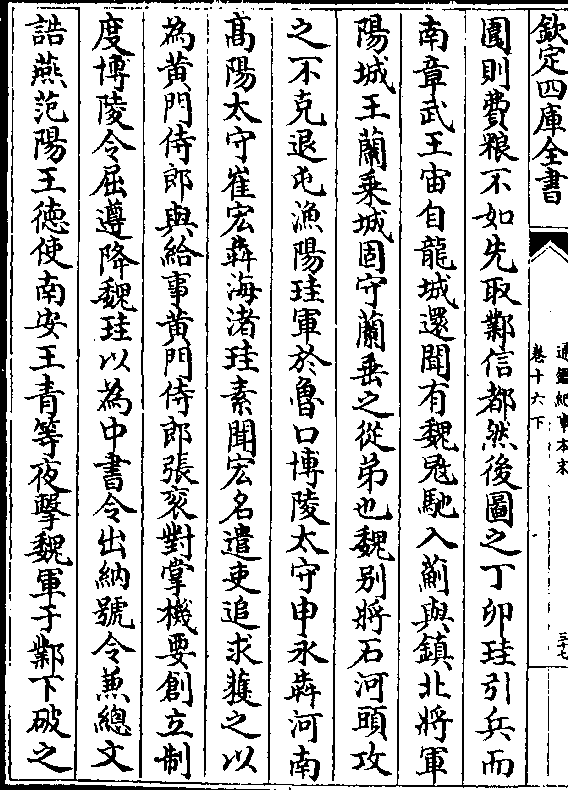 欽定四庫全書
通鑑紀事本末
卷十六下
三七
圍則費粮不如先取鄴信都然後圖之丁卯珪引兵而
南章武王宙自龍城還聞有魏㓂馳入薊與鎮北將軍
陽城王蘭乗城固守蘭垂之從弟也魏别將石河頭攻
之不克退屯漁陽珪軍於魯口博陵太守申永犇河南
髙陽太守崔宏犇海渚珪素聞宏名遣吏追求獲之以
為黄門侍郎與給事黄門侍郎張衮對掌機要創立制
度博陵令屈遵降魏珪以為中書令出納號令兼總文
誥燕范陽王徳使南安王青等夜擊魏軍于鄴下破之